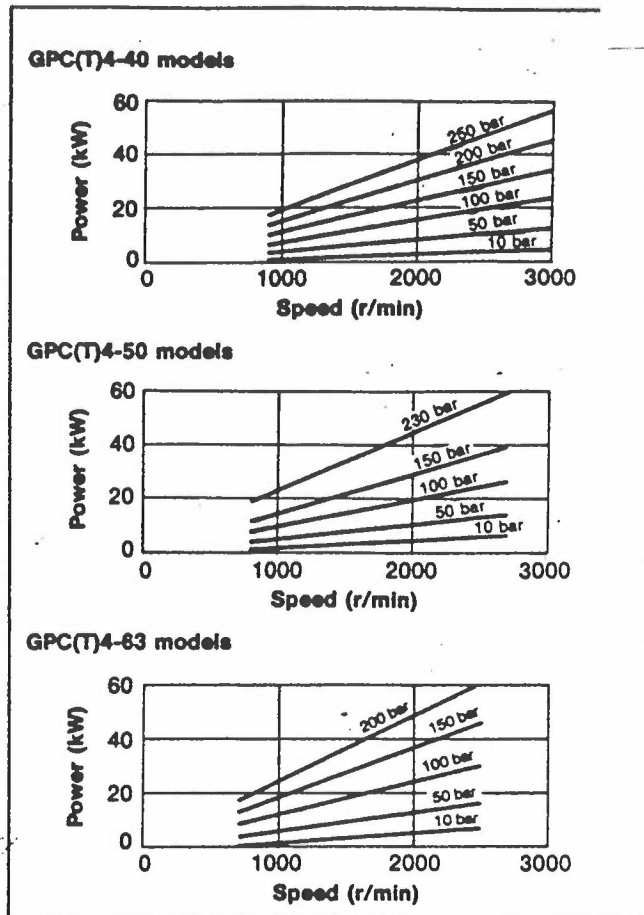 GPC(T)4-40 models
60
40
20
0
Power (kW)
250 bar
200 bar
150 bar
100 bar
50 bar
10 bar
0 1000 2000 3000
Speed (r/min)
GPC(T)4-50 models
60
40
20
0
Power (kW)
230 bar
150 bar
100 bar
50 bar
10 bar
0 1000 2000 3000
Speed (r/min)
GPC(T)4-63 models
60
40
20
0
Power (kW)
200 bar
150 bar
100 bar
50 bar
10 bar
0 1000 2000 3000
Speed (r/min)